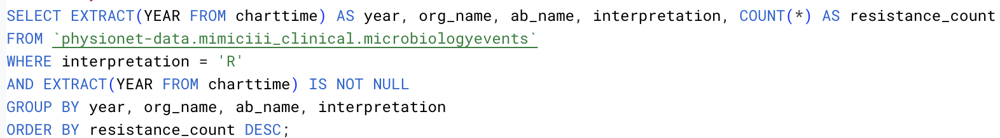 SELECT EXTRACT(YEAR FROM charttime) AS year, org_name, ab_name, interpretation, COUNT(*) AS resistance_count
FROM `physionet-data.mimiciii_clinical.microbiologyevents`
WHERE interpretation = 'R'
AND EXTRACT(YEAR FROM charttime) IS NOT NULL
GROUP BY year, org_name, ab_name, interpretation
ORDER BY resistance_count DESC;